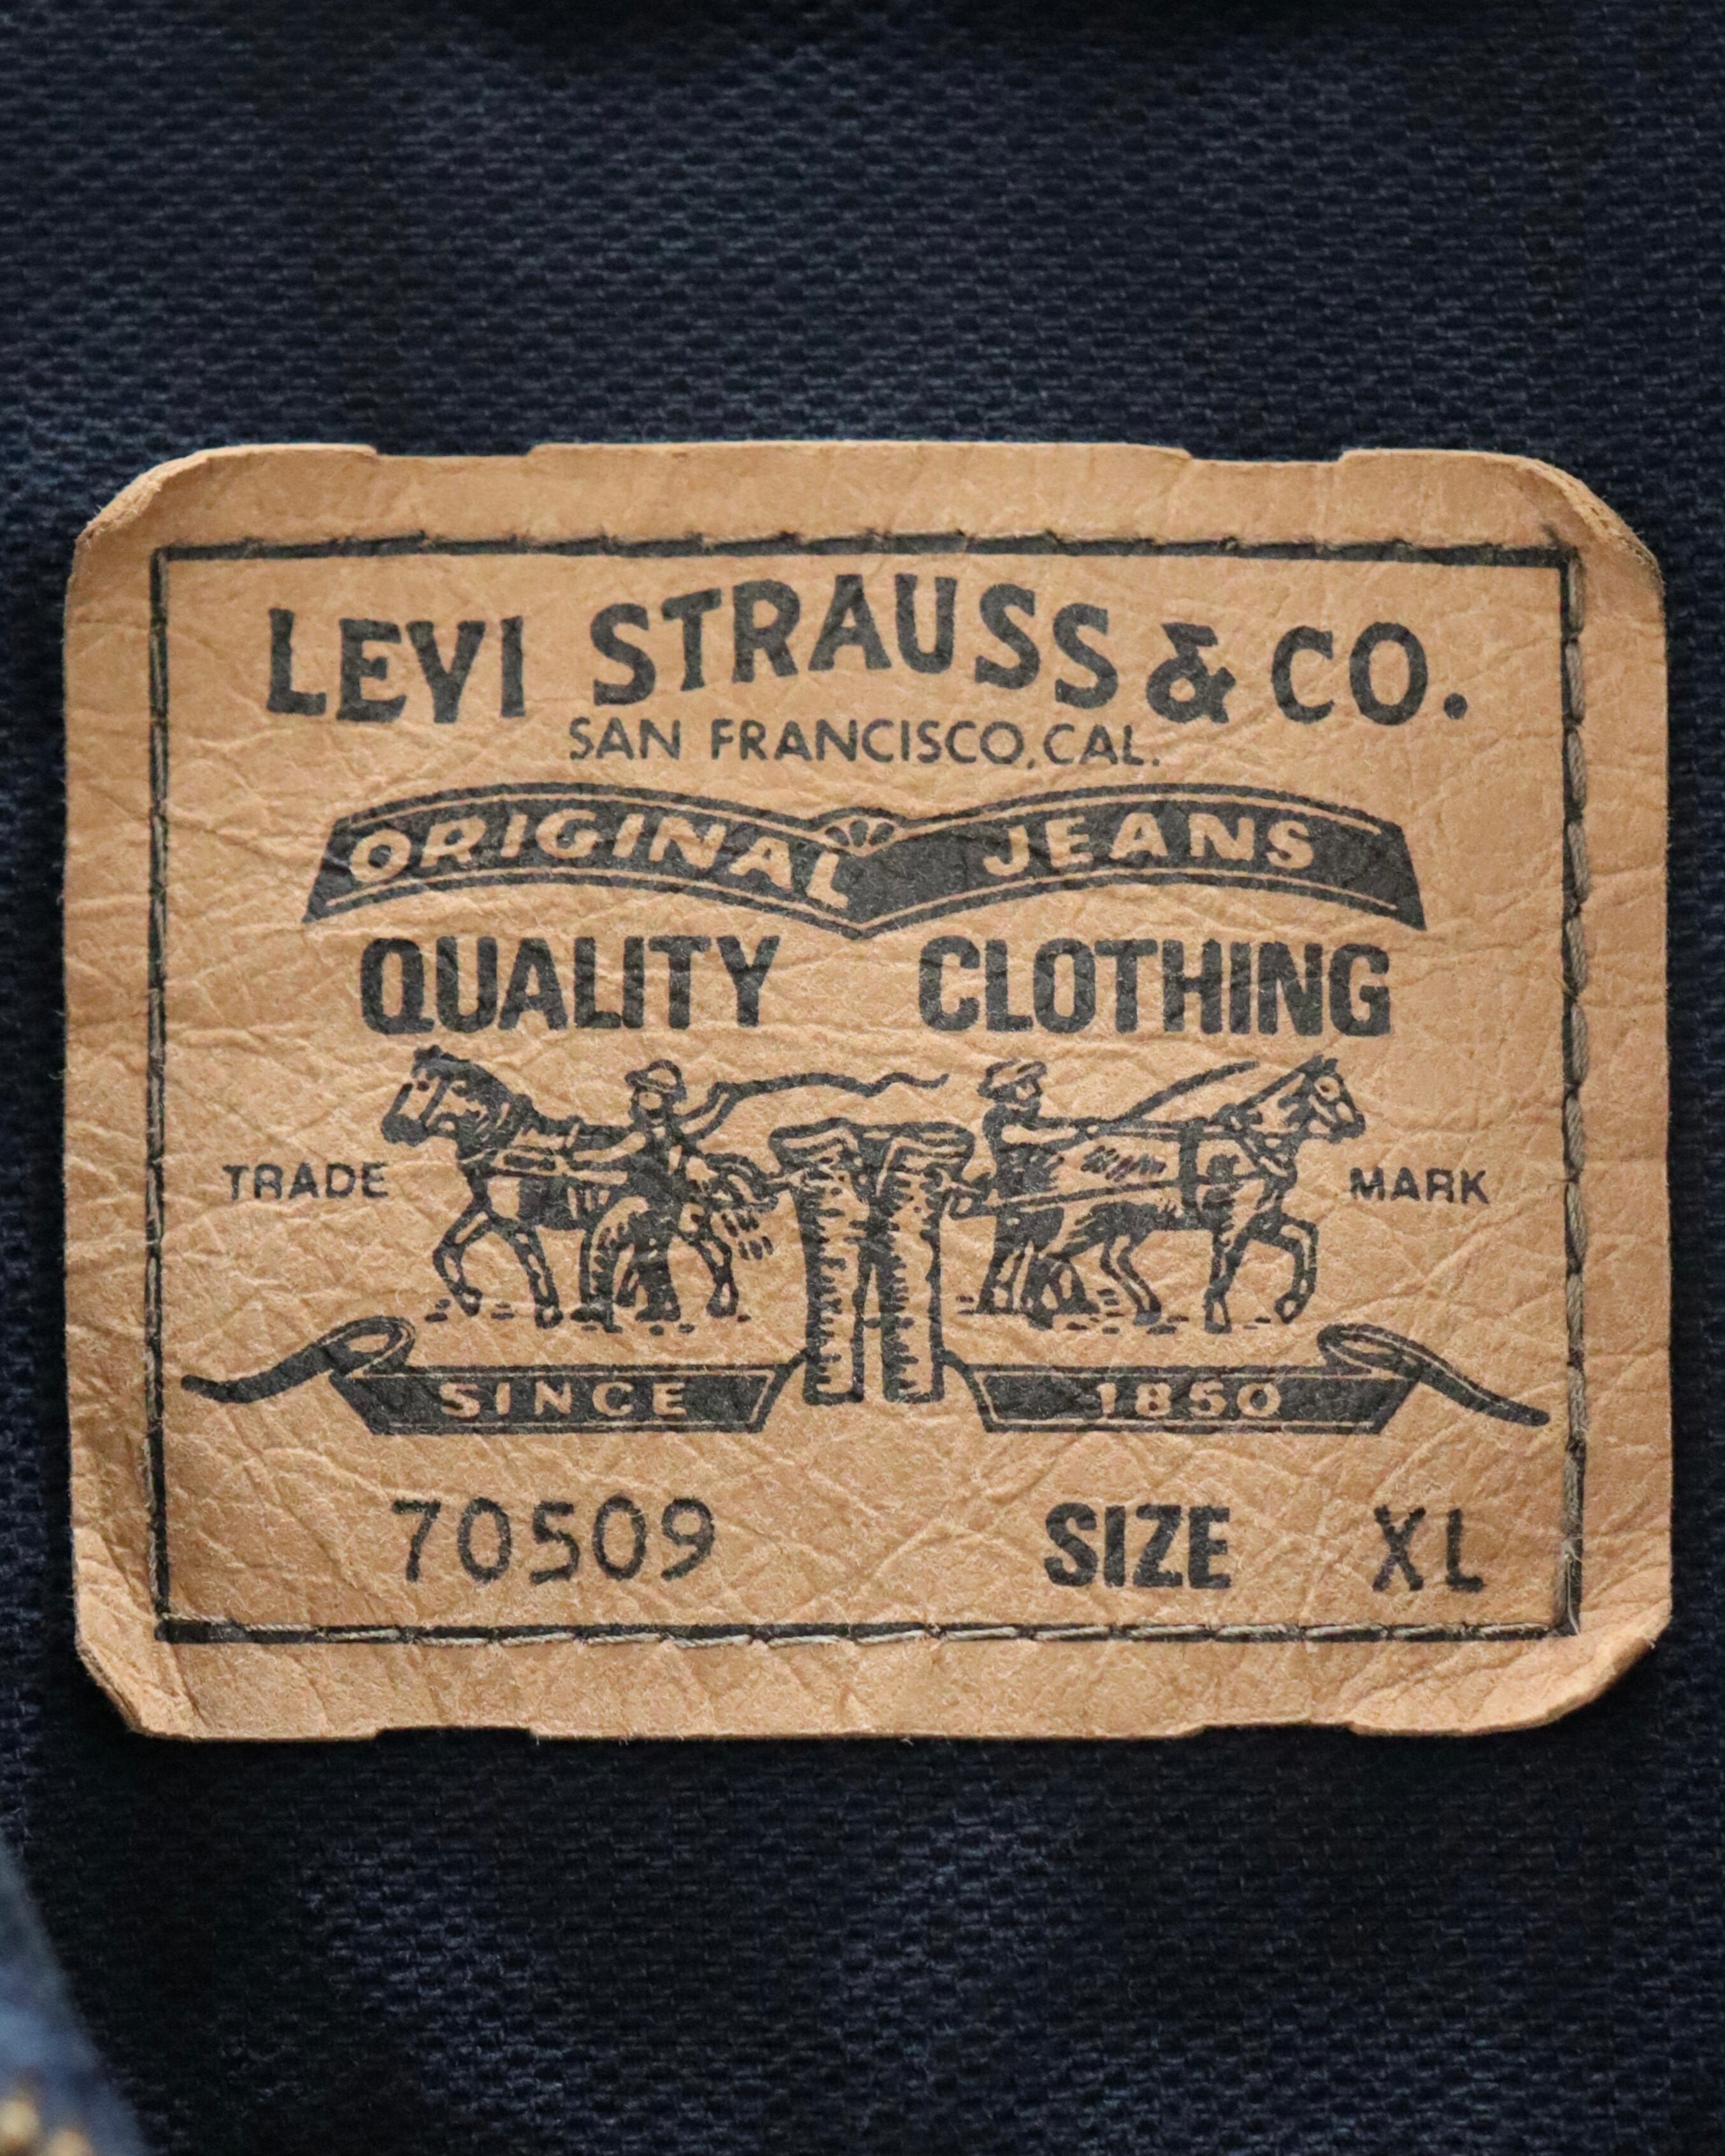 LEVI STRAUSS & CO.
SAN FRANCISCO, CAL.
ORIGINAL JEANS
QUALITY CLOTHING
TRADE MARK
SINCE 1850
70509 SIZE XL